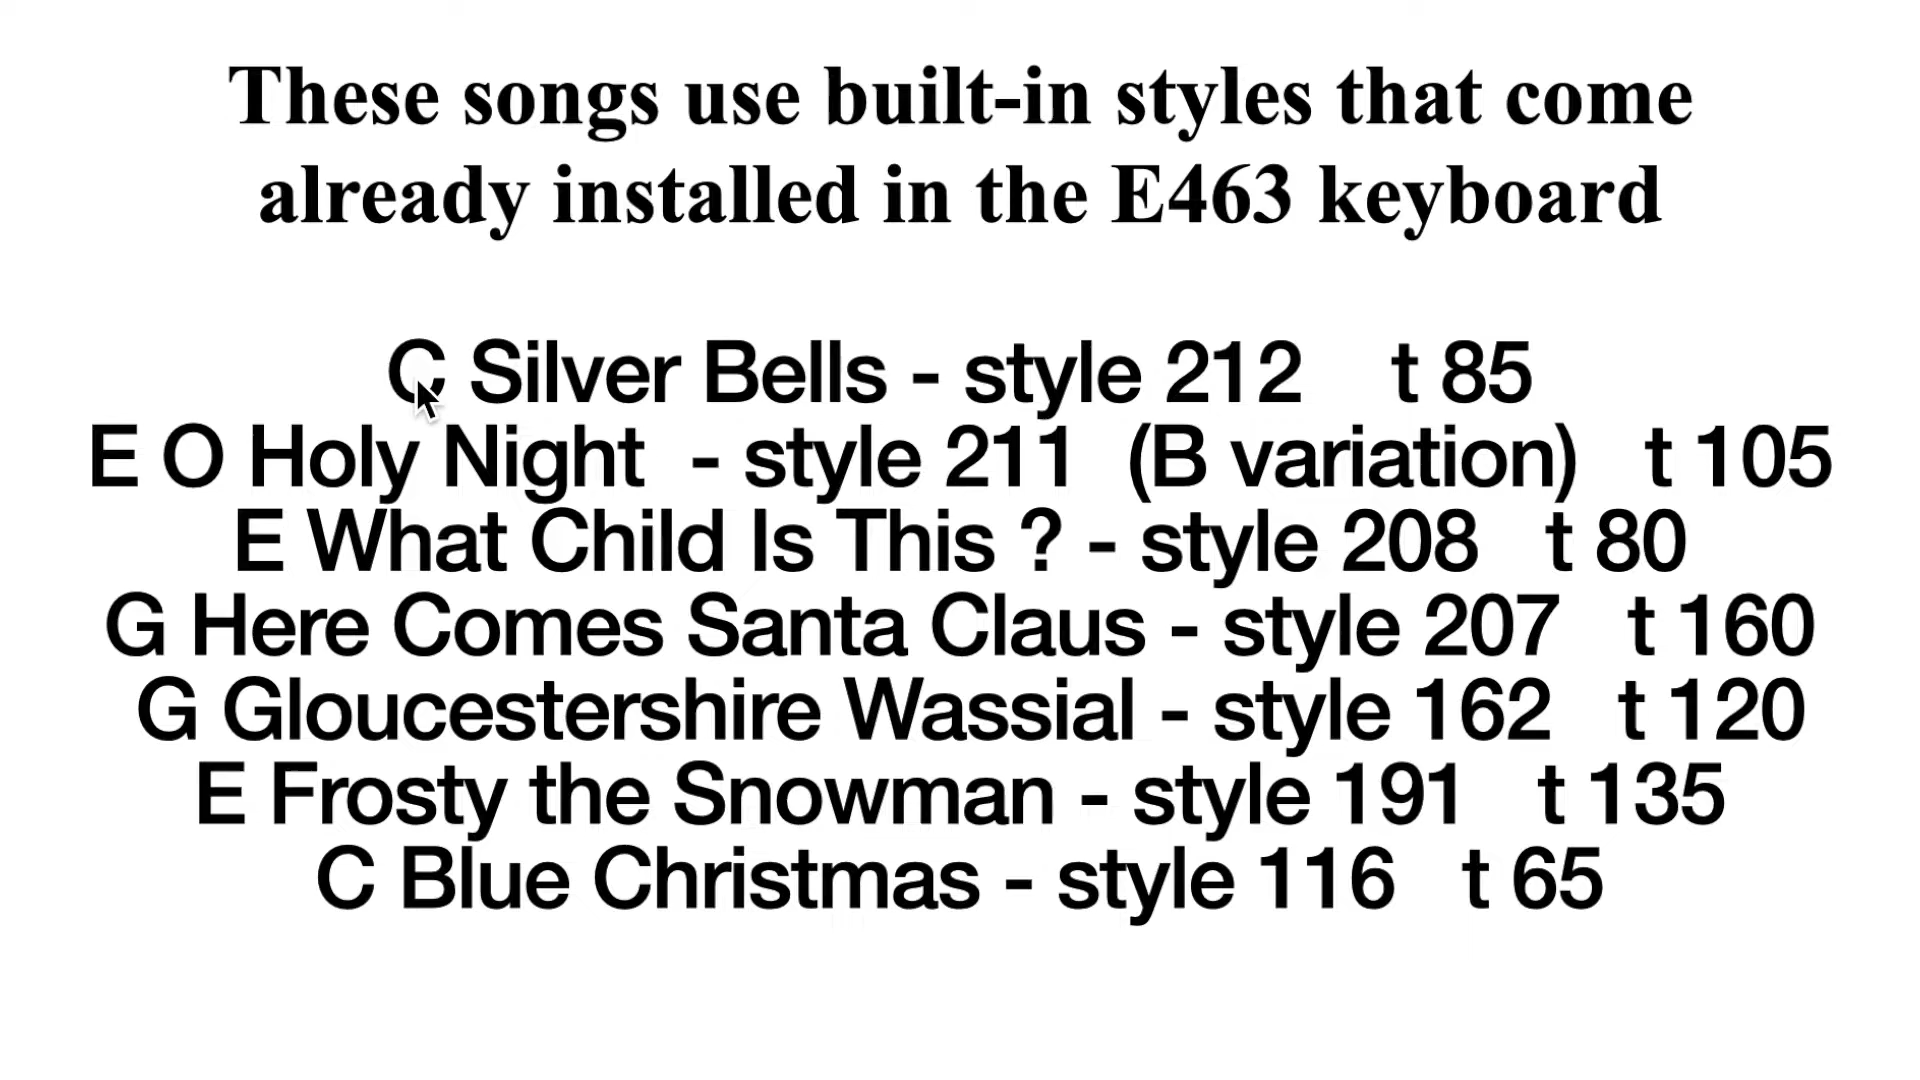 These songs use built-in styles that come
already installed in the E463 keyboard
C Silver Bells - style 212 t 85
E O Holy Night - style 211 (B variation) t 105
E What Child Is This ? - style 208 t 80
G Here Comes Santa Claus - style 207 t 160
G Gloucestershire Wassial - style 162 t 120
E Frosty the Snowman - style 191 t 135
C Blue Christmas - style 116 t 65